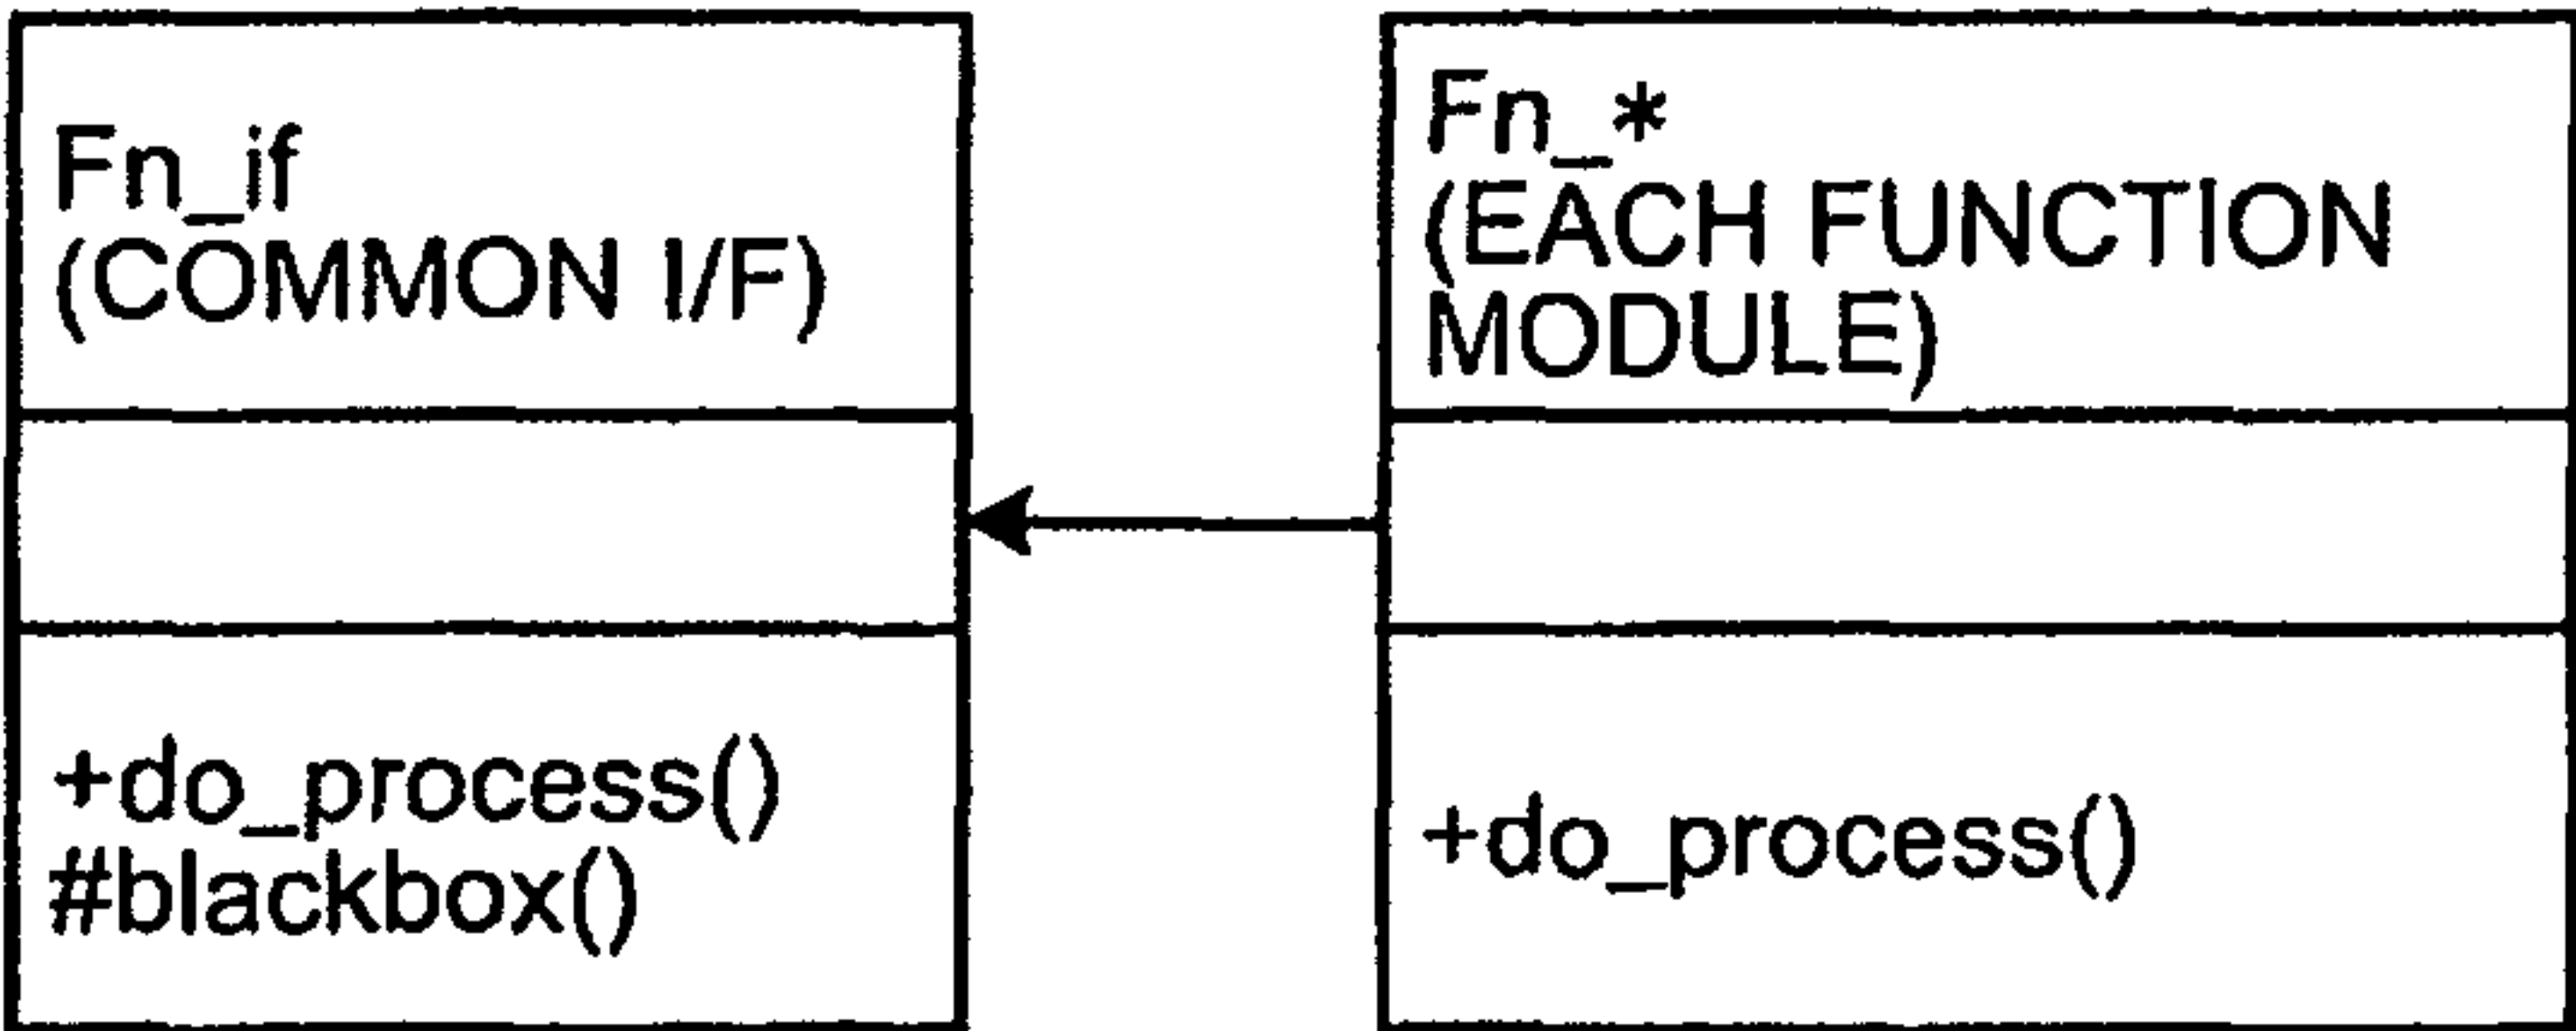 Fn_if
(COMMON I/F)
+do_process()
#blackbox()
Fn_*
(EACH FUNCTION
MODULE)
+do_process()